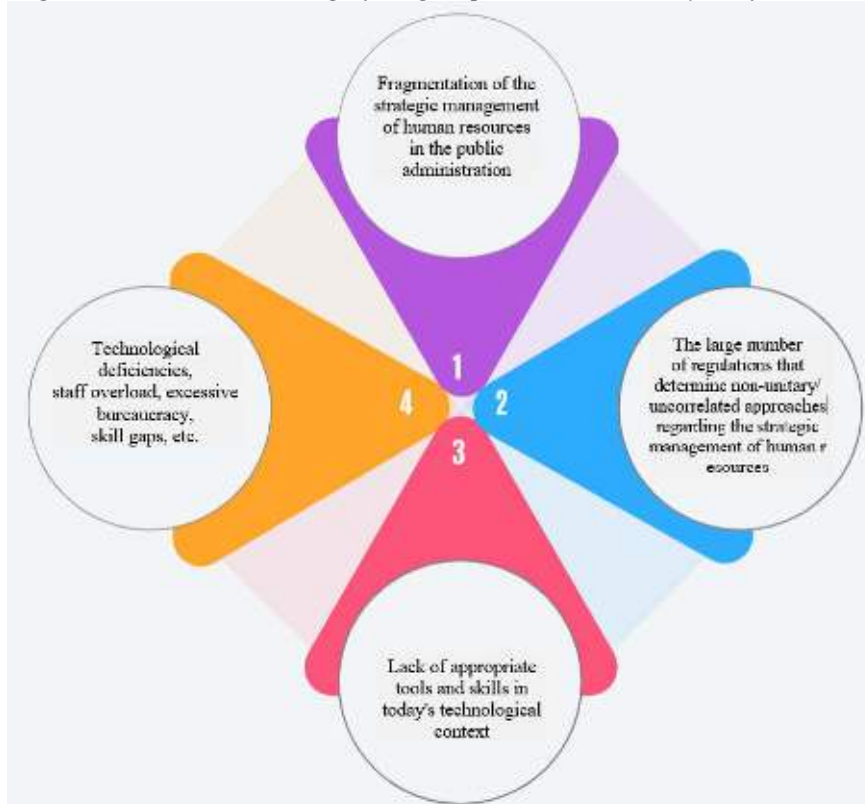 Fragmentation of the
strategic management
of human resources
in the public
administration
1
The large number
of regulations that
determine non-unitary/
uncorrelated approaches
regarding the strategic
management of human r
esources
2
3
Lack of appropriate
tools and skills in
today's technological
context
4
Technological
deficiencies,
staff overload, excessive
bureaucracy,
skill gaps, etc.